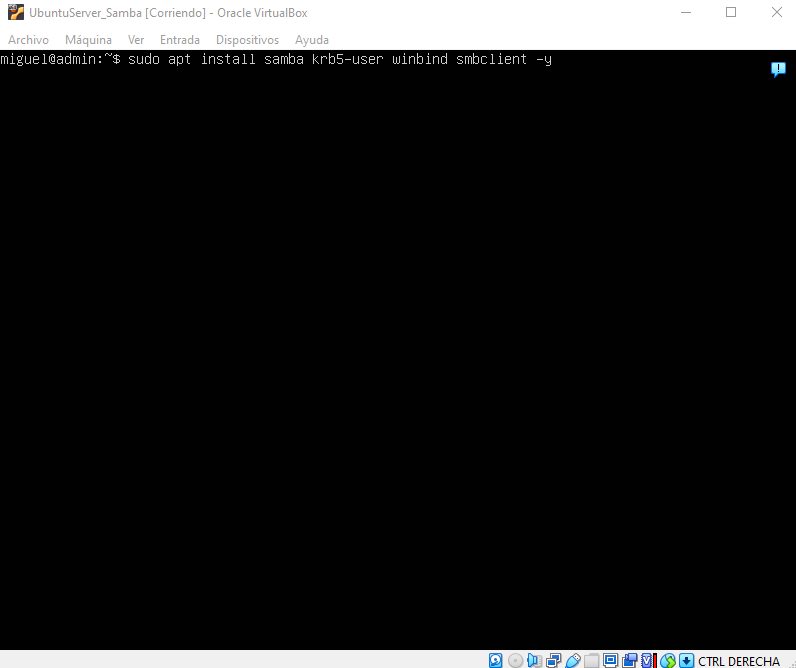 UbuntuServer_Samba [Corriendo] - Oracle VirtualBox
Archivo Máquina Ver Entrada Dispositivos Ayuda
miguel@admin:~$ sudo apt install samba krb5-user winbind smbclient -y
CTRL DERECHA